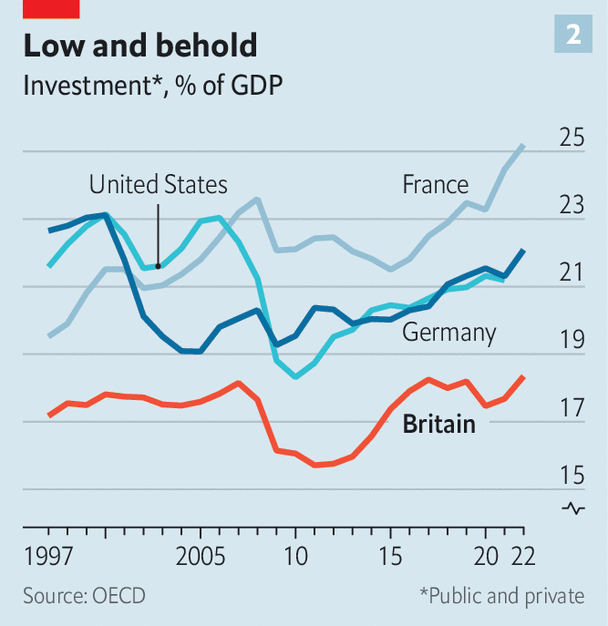 Low and behold
2
Investment*, % of GDP
25
United States
France
23
21
Germany
19
Britain
17
15
1997 2005 10 15 20 22
Source: OECD
*Public and private